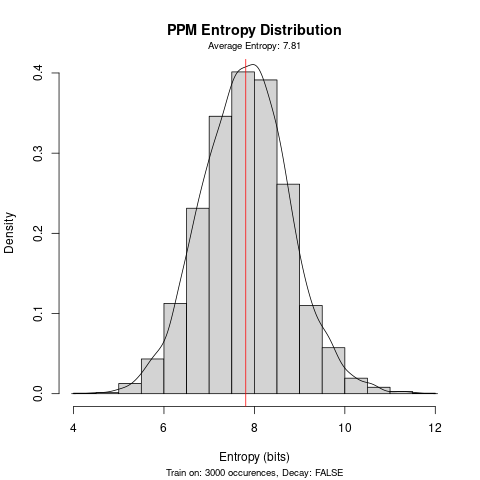 PPM Entropy Distribution
Average Entropy: 7.81
Density
0.4
0.3
0.2
0.1
0.0
4 6 8 10 12
Entropy (bits)
Train on: 3000 occurences, Decay: FALSE